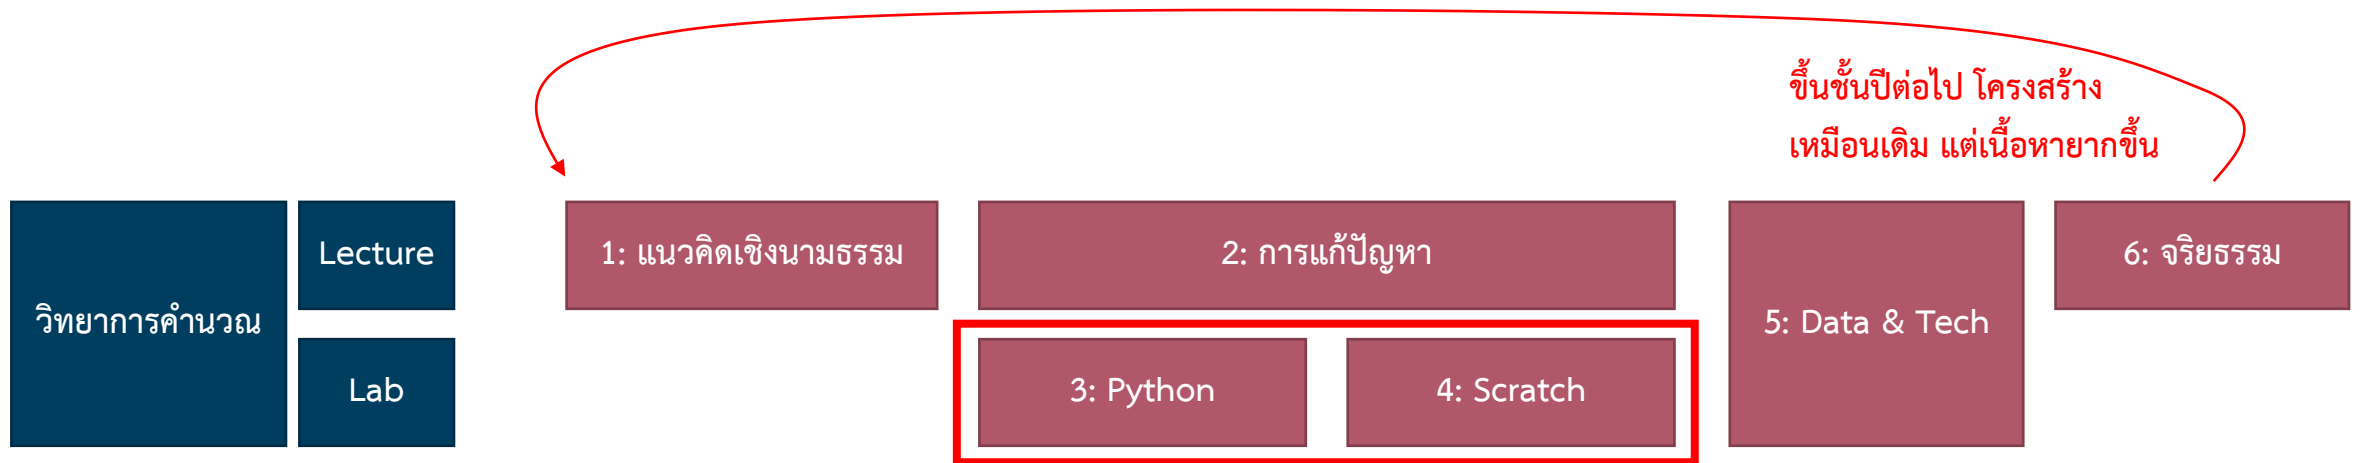 ขึ้นชั้นปีต่อไป โครงสร้าง
เหมือนเดิม แต่เนื้อหายากขึ้น
วิทยาการคำนวณ
Lecture
Lab
1: แนวคิดเชิงนามธรรม
2: การแก้ปัญหา
3: Python
4: Scratch
5: Data & Tech
6: จริยธรรม